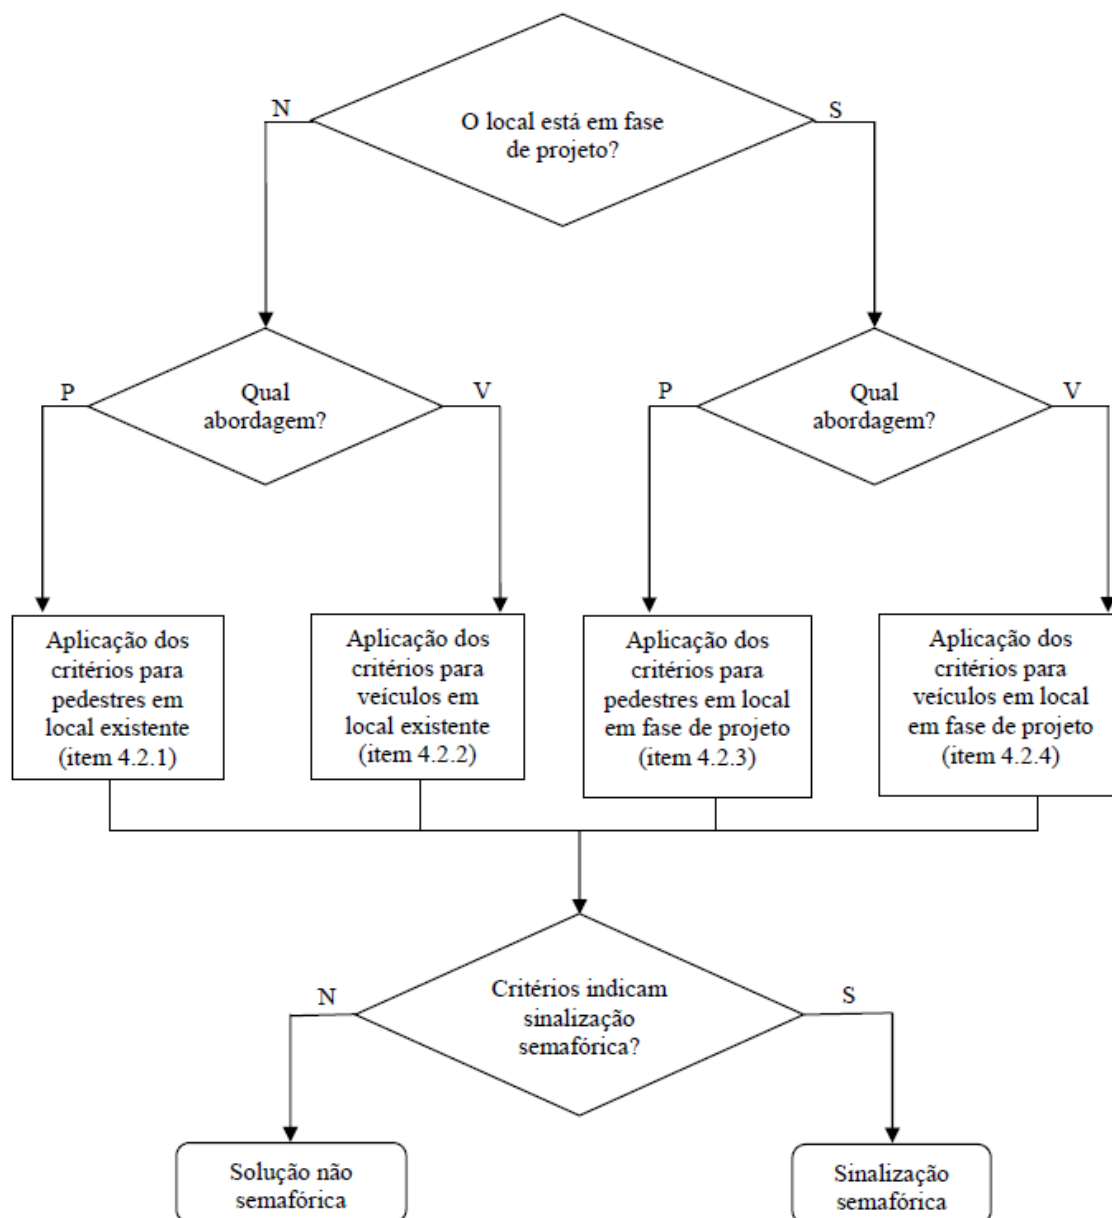 N
S
O local está em fase
de projeto?
P
Qual
abordagem?
V
P
Qual
abordagem?
V
Aplicação dos
critérios para
pedestres em
local existente
(item 4.2.1)
Aplicação dos
critérios para
veículos em
local existente
(item 4.2.2)
Aplicação dos
critérios para
pedestres em local
em fase de projeto
(item 4.2.3)
Aplicação dos
critérios para
veículos em local
em fase de projeto
(item 4.2.4)
N
Critérios indicam
sinalização
semafórica?
S
Solução não
semafórica
Sinalização
semafórica